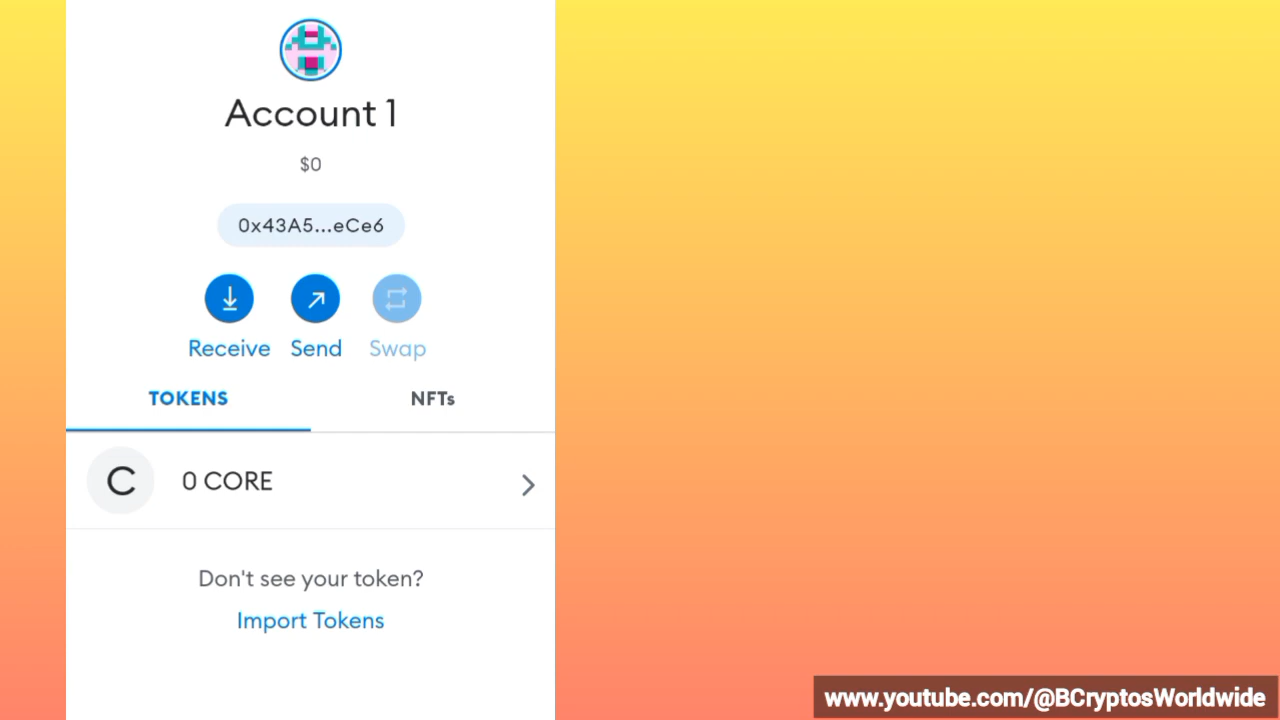 Account 1
$0
0x43A5...eCe6
Receive Send Swap
TOKENS NFTs
C 0 CORE
Don't see your token?
Import Tokens
www.youtube.com/@BCryptosWorldwide